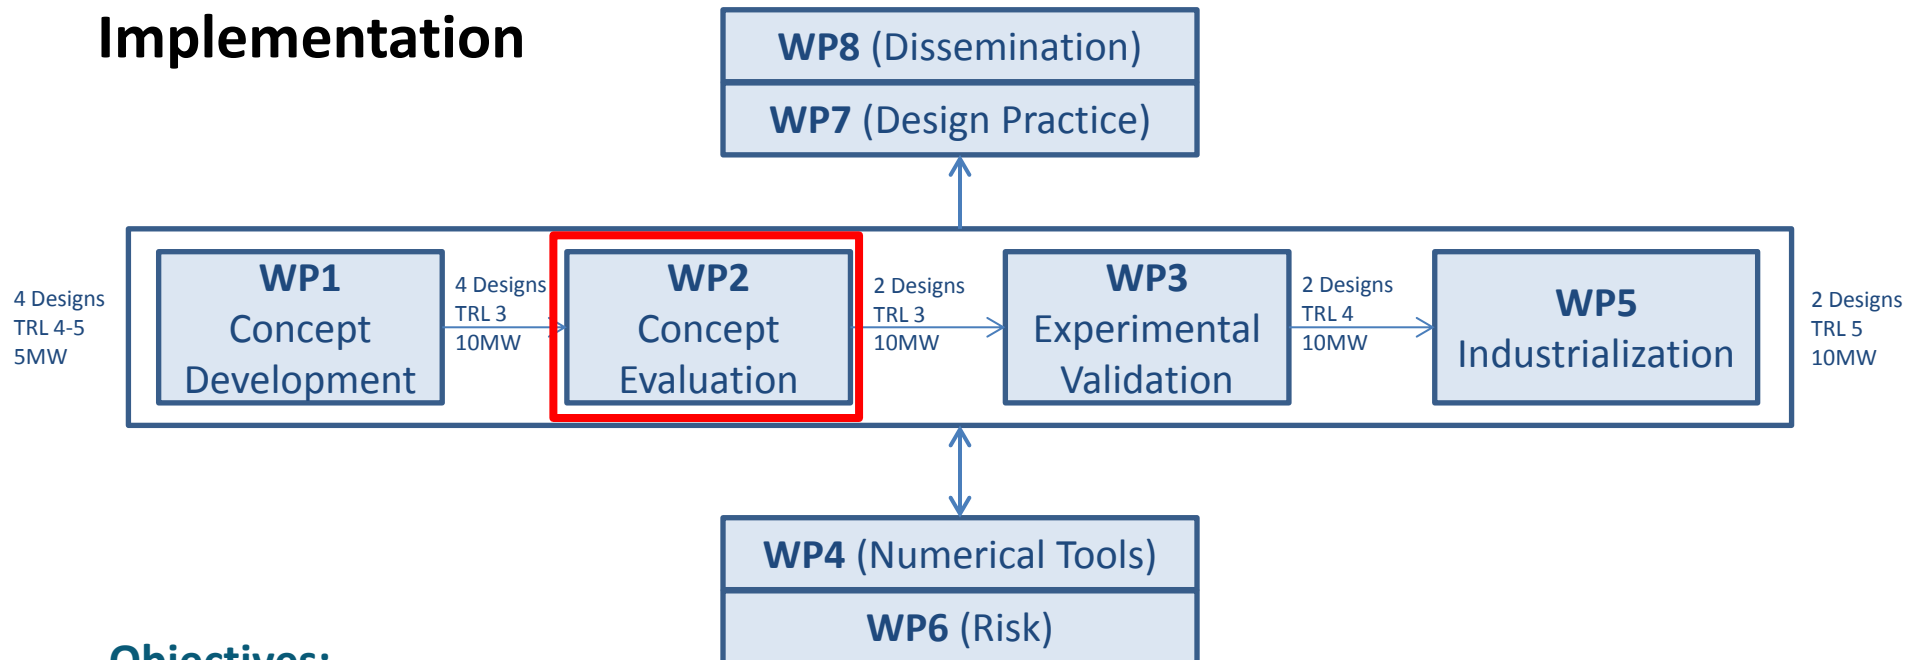 Implementation
WP8 (Dissemination)
WP7 (Design Practice)
4 Designs
TRL 4-5
5MW
WP1
Concept
Development
4 Designs
TRL 3
10MW
WP2
Concept
Evaluation
2 Designs
TRL 3
10MW
WP3
Experimental
Validation
2 Designs
TRL 4
10MW
WP5
Industrialization
2 Designs
TRL 5
10MW
WP4 (Numerical Tools)
WP6 (Risk)
Objectives: